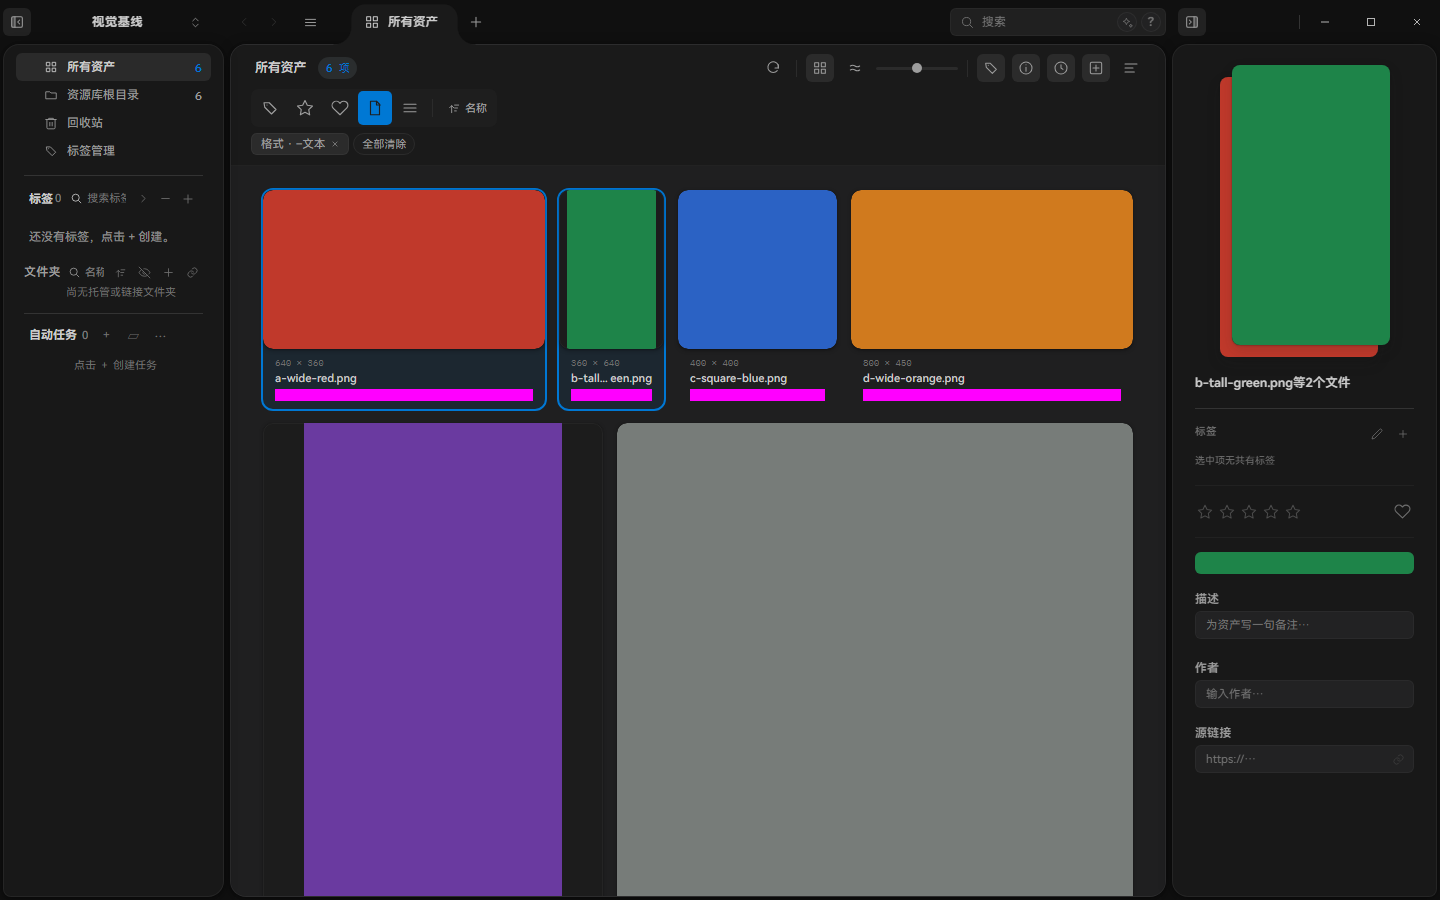 视觉基线
所有资产
搜索
?
所有资产 6
资源库根目录 6
回收站
标签管理
标签 0 搜索标签
还没有标签，点击 + 创建。
文件夹 名称
尚无托管或链接文件夹
自动任务 0 + ...
点击 + 创建任务
所有资产 6 项
名称
格式 · −文本 ×
全部清除
640 × 360
a-wide-red.png
360 × 640
b-tall... een.png
400 × 400
c-square-blue.png
800 × 450
d-wide-orange.png
b-tall-green.png等2个文件
标签
选中项无共有标签
描述
为资产写一句备注···
作者
输入作者···
源链接
https://···